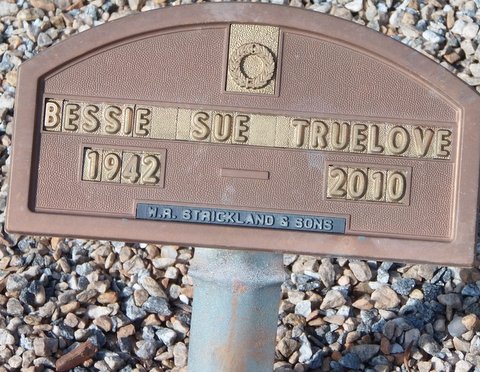 BESSIE SUE TRUELOVE
1942 - 2010
W.R. STRICKLAND & SONS